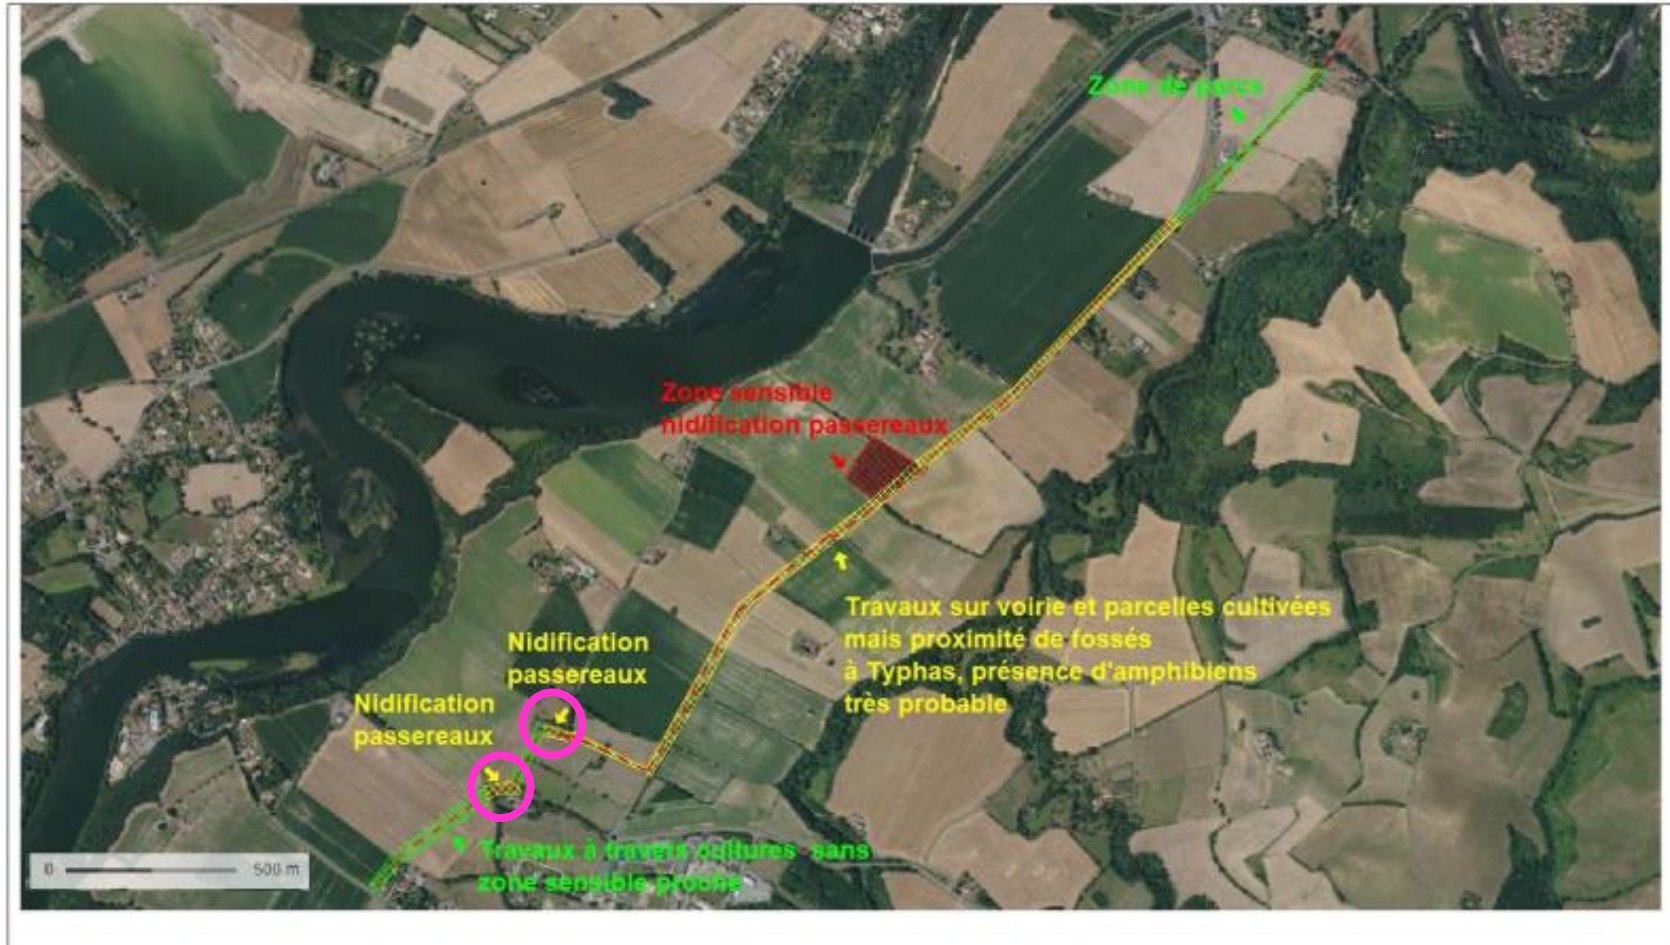 Zone de parcs
Zone sensible
nidification passereaux
Travaux sur voirie et parcelles cultivées
mais proximité de fossés
à Typhas, présence d'amphibiens
très probable
Nidification
passereaux
Nidification
passereaux
Travaux à travers cultures sans
zone sensible proche
0 500 m